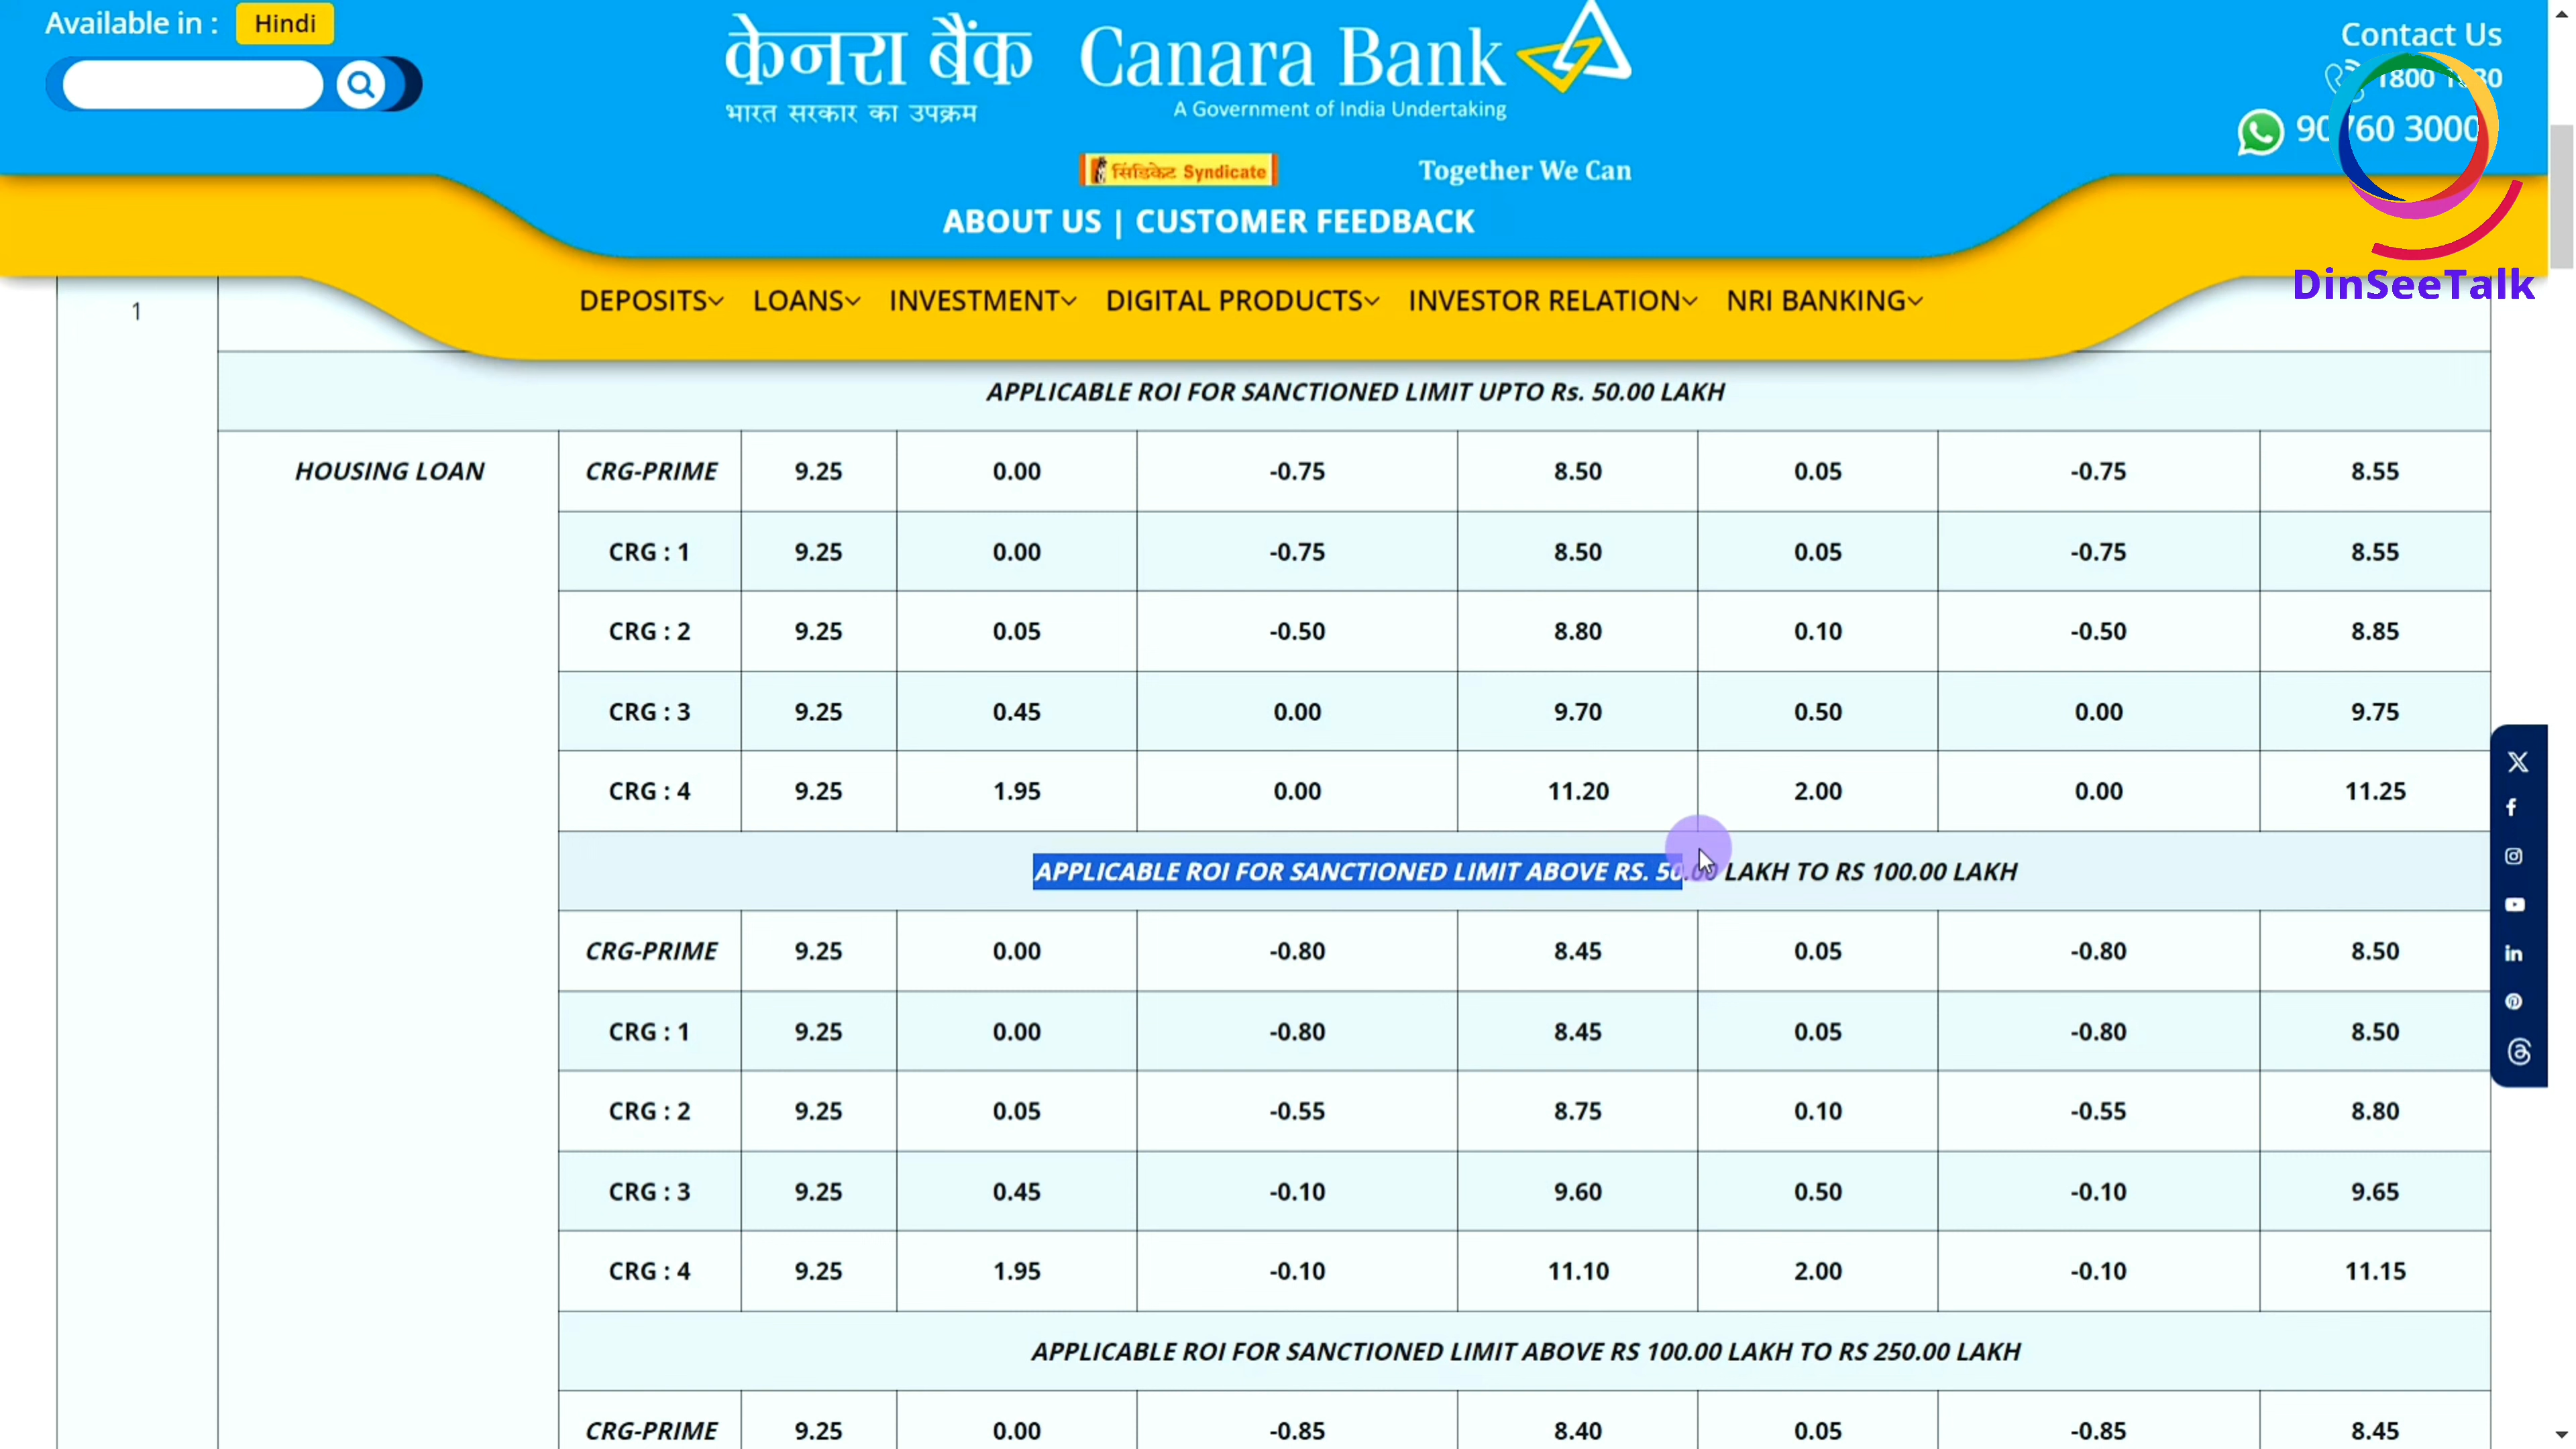 Available in :
Hindi
केनरा बैंक
भारत सरकार का उपक्रम
Canara Bank
A Government of India Undertaking
सिंडिकेट Syndicate
Together We Can
ABOUT US | CUSTOMER FEEDBACK
Contact Us
1800
3000
DinSeeTalk
DEPOSITS LOANS INVESTMENT DIGITAL PRODUCTS INVESTOR RELATION NRI BANKING
1
APPLICABLE ROI FOR SANCTIONED LIMIT UPTO Rs. 50.00 LAKH
HOUSING LOAN CRG-PRIME 9.25 0.00 -0.75 8.50 0.05 -0.75 8.55
CRG : 1 9.25 0.00 -0.75 8.50 0.05 -0.75 8.55
CRG : 2 9.25 0.05 -0.50 8.80 0.10 -0.50 8.85
CRG : 3 9.25 0.45 0.00 9.70 0.50 0.00 9.75
CRG : 4 9.25 1.95 0.00 11.20 2.00 0.00 11.25
APPLICABLE ROI FOR SANCTIONED LIMIT ABOVE RS. 50.00 LAKH TO RS 100.00 LAKH
CRG-PRIME 9.25 0.00 -0.80 8.45 0.05 -0.80 8.50
CRG : 1 9.25 0.00 -0.80 8.45 0.05 -0.80 8.50
CRG : 2 9.25 0.05 -0.55 8.75 0.10 -0.55 8.80
CRG : 3 9.25 0.45 -0.10 9.60 0.50 -0.10 9.65
CRG : 4 9.25 1.95 -0.10 11.10 2.00 -0.10 11.15
APPLICABLE ROI FOR SANCTIONED LIMIT ABOVE RS 100.00 LAKH TO RS 250.00 LAKH
CRG-PRIME 9.25 0.00 -0.85 8.40 0.05 -0.85 8.45